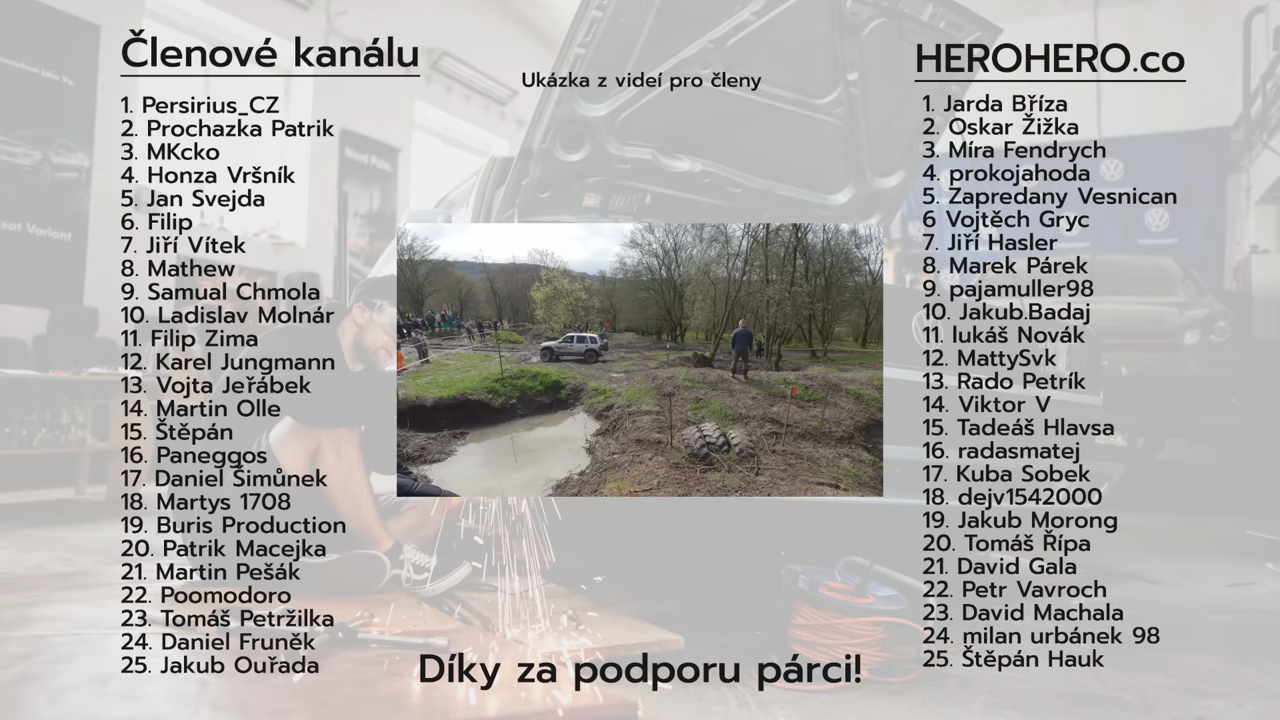 Členové kanálu
1. Persirius_CZ
2. Prochazka Patrik
3. MKcko
4. Honza Vršník
5. Jan Svejda
6. Filip
7. Jiří Vítek
8. Mathew
9. Samual Chmola
10. Ladislav Molnár
11. Filip Zima
12. Karel Jungmann
13. Vojta Jeřábek
14. Martin Olle
15. Štěpán
16. Paneggos
17. Daniel Šimůnek
18. Martys 1708
19. Buris Production
20. Patrik Macejka
21. Martin Pešák
22. Poomodoro
23. Tomáš Petržilka
24. Daniel Fruněk
25. Jakub Ouřada
Ukázka z videí pro členy
Díky za podporu párci!
HEROHERO.co
1. Jarda Bříza
2. Oskar Žižka
3. Míra Fendrych
4. prokojahoda
5. Zapredany Vesnican
6 Vojtěch Gryc
7. Jiří Hasler
8. Marek Párek
9. pajamuller98
10. Jakub.Badaj
11. lukáš Novák
12. MattySvk
13. Rado Petrík
14. Viktor V
15. Tadeáš Hlavsa
16. radasmatej
17. Kuba Sobek
18. dejv1542000
19. Jakub Morong
20. Tomáš Řípa
21. David Gala
22. Petr Vavroch
23. David Machala
24. milan urbánek 98
25. Štěpán Hauk